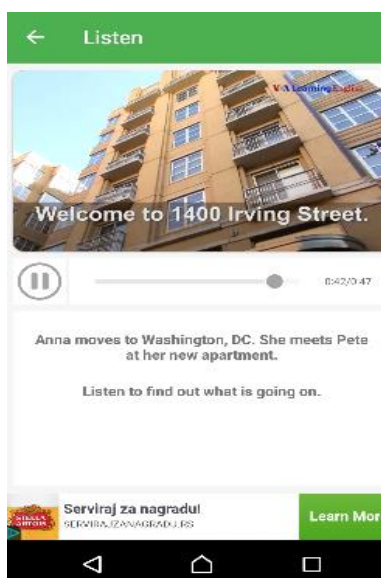 Listen
VOA Learning English
Welcome to 1400 Irving Street.
0:42/0:47
Anna moves to Washington, DC. She meets Pete
at her new apartment.
Listen to find out what is going on.
STELLA
ARTOIS
Serviraj za nagradu!
SERVIRAJZANAGRADU.RS
Learn Mor